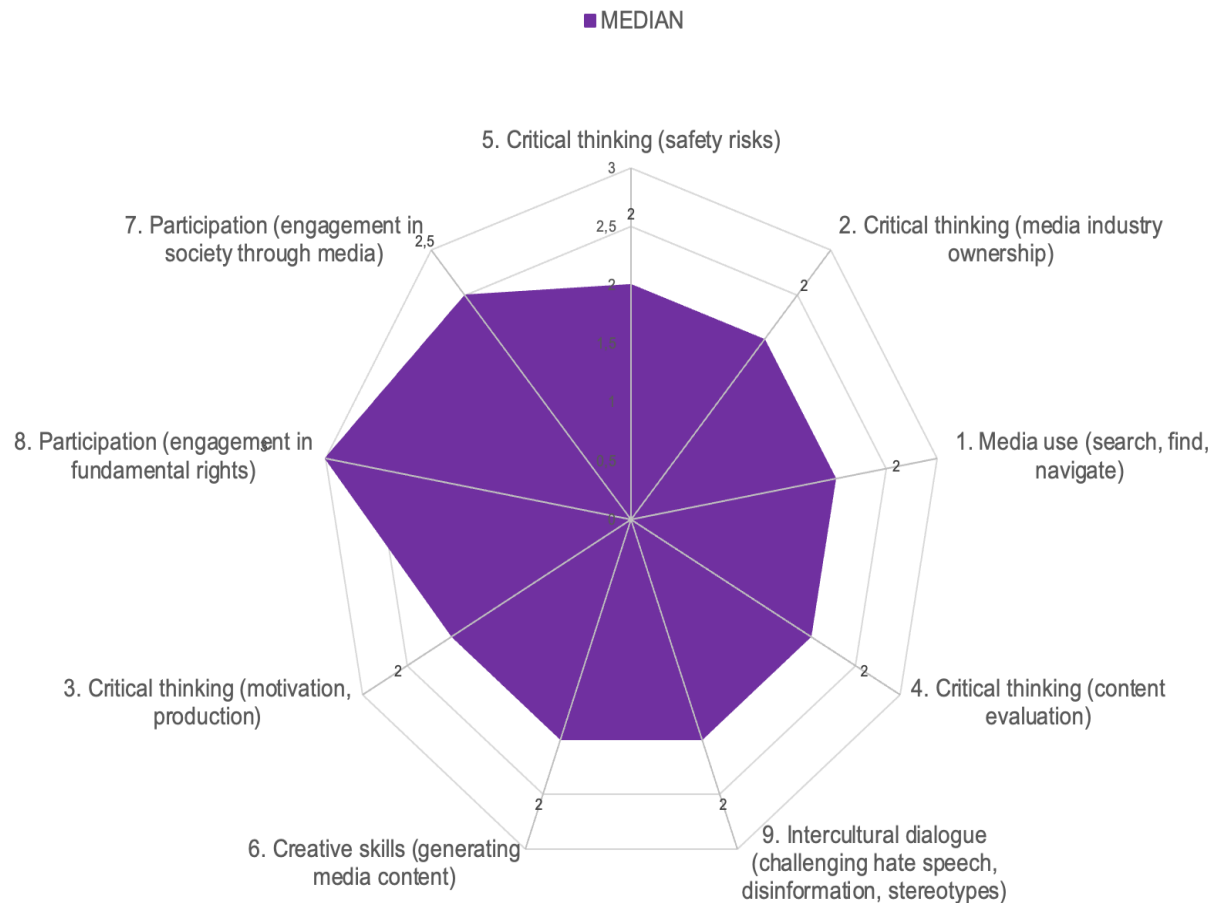 MEDIAN
5. Critical thinking (safety risks)
3
2
2,5
2
1,5
1
0,5
0
2. Critical thinking (media industry
ownership)
2
1. Media use (search, find,
navigate)
2
4. Critical thinking (content
evaluation)
2
9. Intercultural dialogue
(challenging hate speech,
disinformation, stereotypes)
2
6. Creative skills (generating
media content)
2
3. Critical thinking (motivation,
production)
2
8. Participation (engagement in
fundamental rights)
3
7. Participation (engagement in
society through media)
2,5